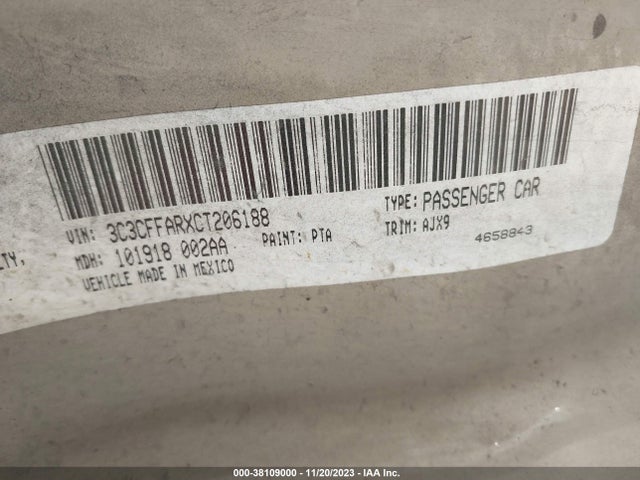 VIN: 3C3CFFARXCT206188 TYPE: PASSENGER CAR
LTY, MDH: 101918 002AA PAINT: PTA TRIM: AJX9
VEHICLE MADE IN MEXICO 4658843
000-38109000 - 11/20/2023 - IAA Inc.